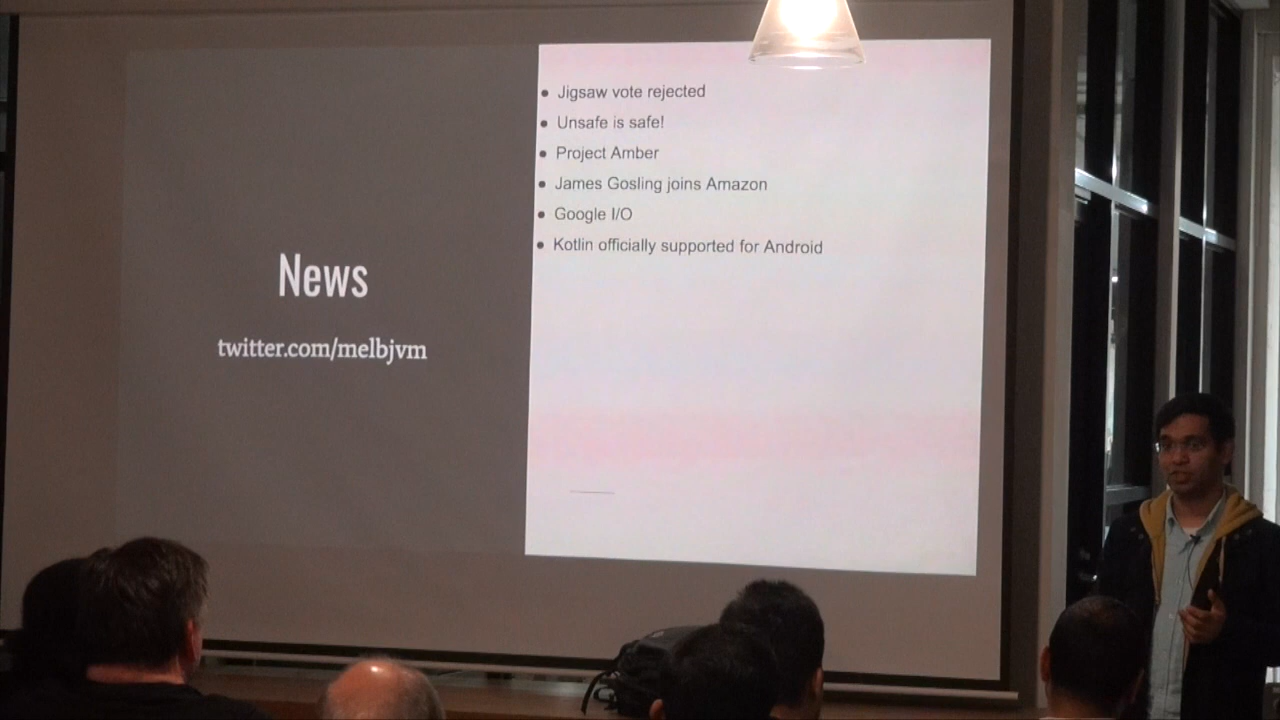 News
twitter.com/melbjvm
• Jigsaw vote rejected
• Unsafe is safe!
• Project Amber
• James Gosling joins Amazon
• Google I/O
• Kotlin officially supported for Android